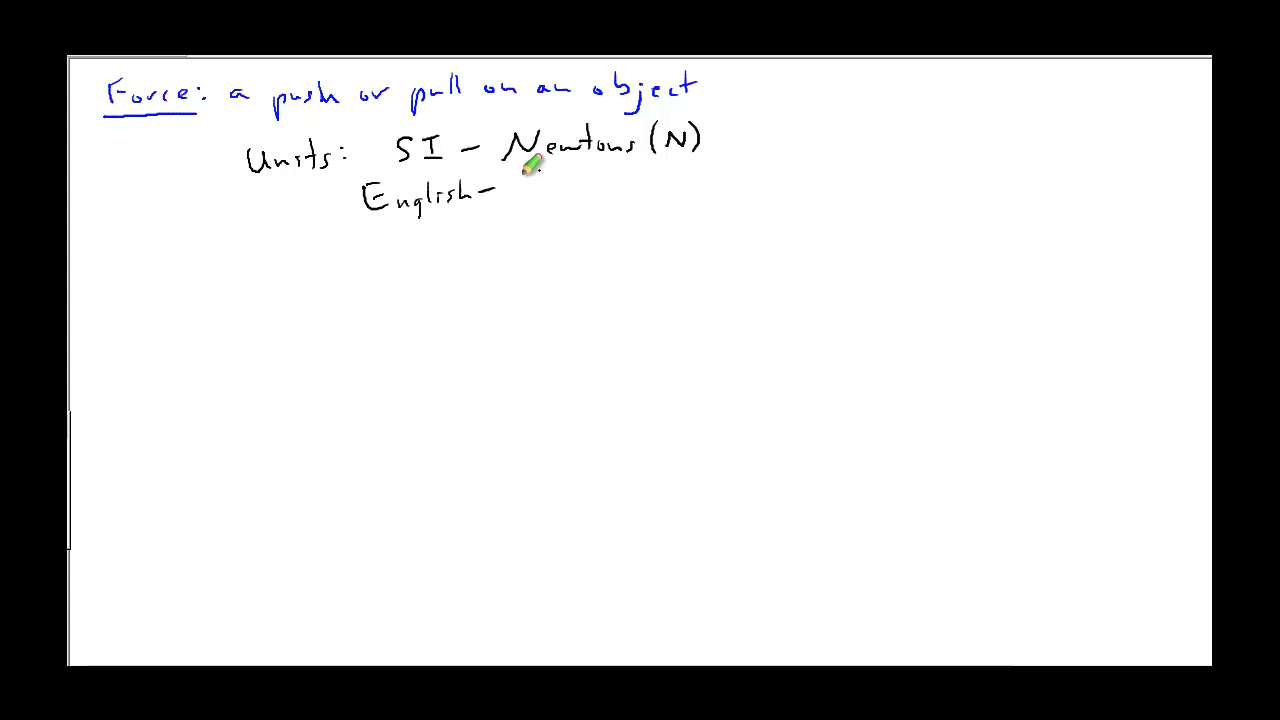 Force: a push or pull on an object
Units: SI - Newtons (N)
English -